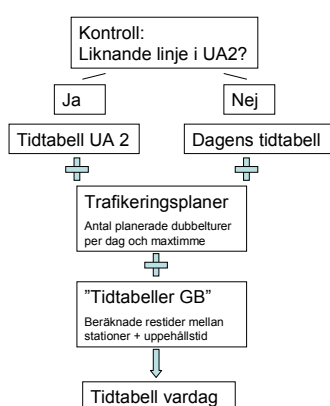 Kontroll:
Liknande linje i UA2?
Ja
Nej
Tidtabell UA 2
Dagens tidtabell
Trafikeringsplaner
Antal planerade dubbelturer
per dag och maxtimme
”Tidtabeller GB”
Beräknade restider mellan
stationer + uppehållstid
Tidtabell vardag